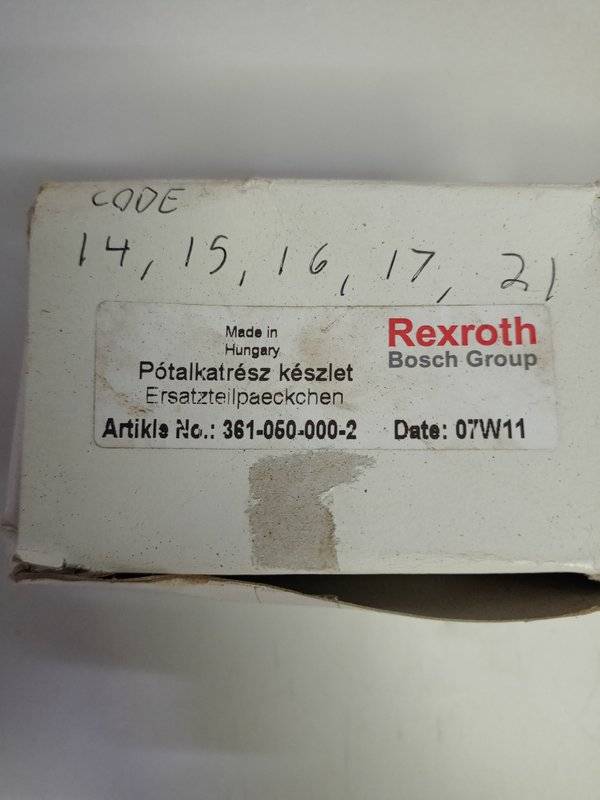 CODE
14, 15, 16, 17, 21
Made in
Hungary
Rexroth
Bosch Group
Pótalkatrész készlet
Ersatzteilpaeckchen
Artikls No.: 361-060-000-2 Date: 07W11